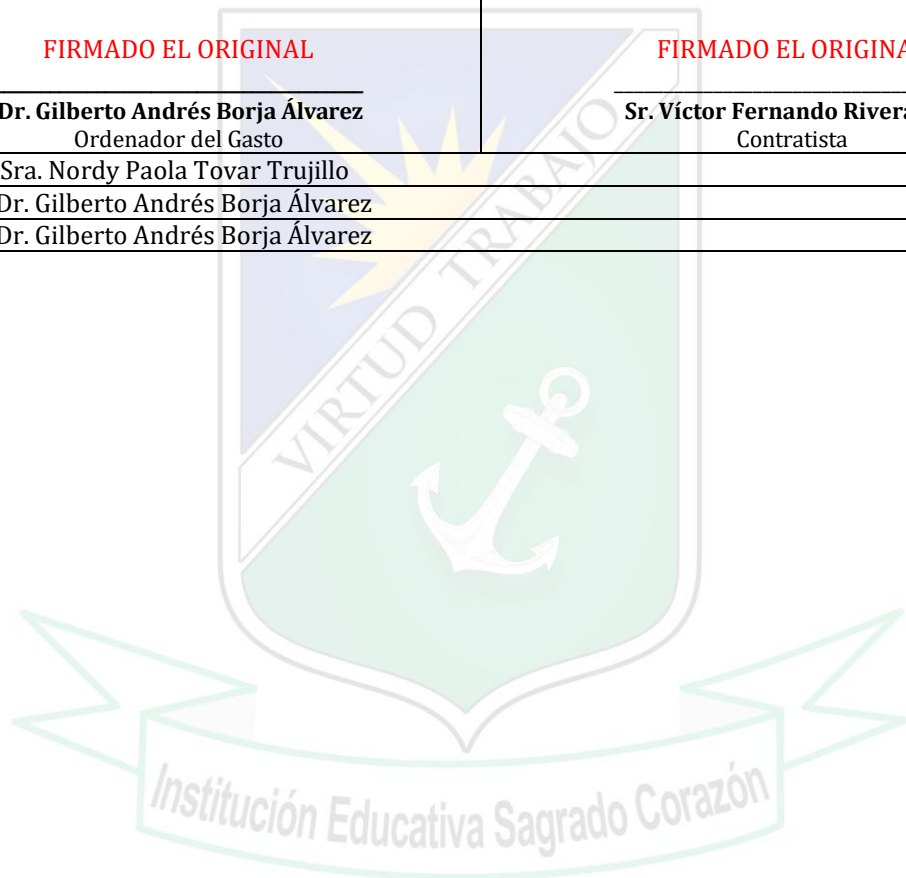 FIRMADO EL ORIGINAL
Dr. Gilberto Andrés Borja Álvarez
Ordenador del Gasto
FIRMADO EL ORIGINA
Sr. Víctor Fernando Rivera
Contratista
Sra. Nordy Paola Tovar Trujillo
Dr. Gilberto Andrés Borja Álvarez
Dr. Gilberto Andrés Borja Álvarez
VIRTUD TRABAJO
Institución Educativa Sagrado Corazón